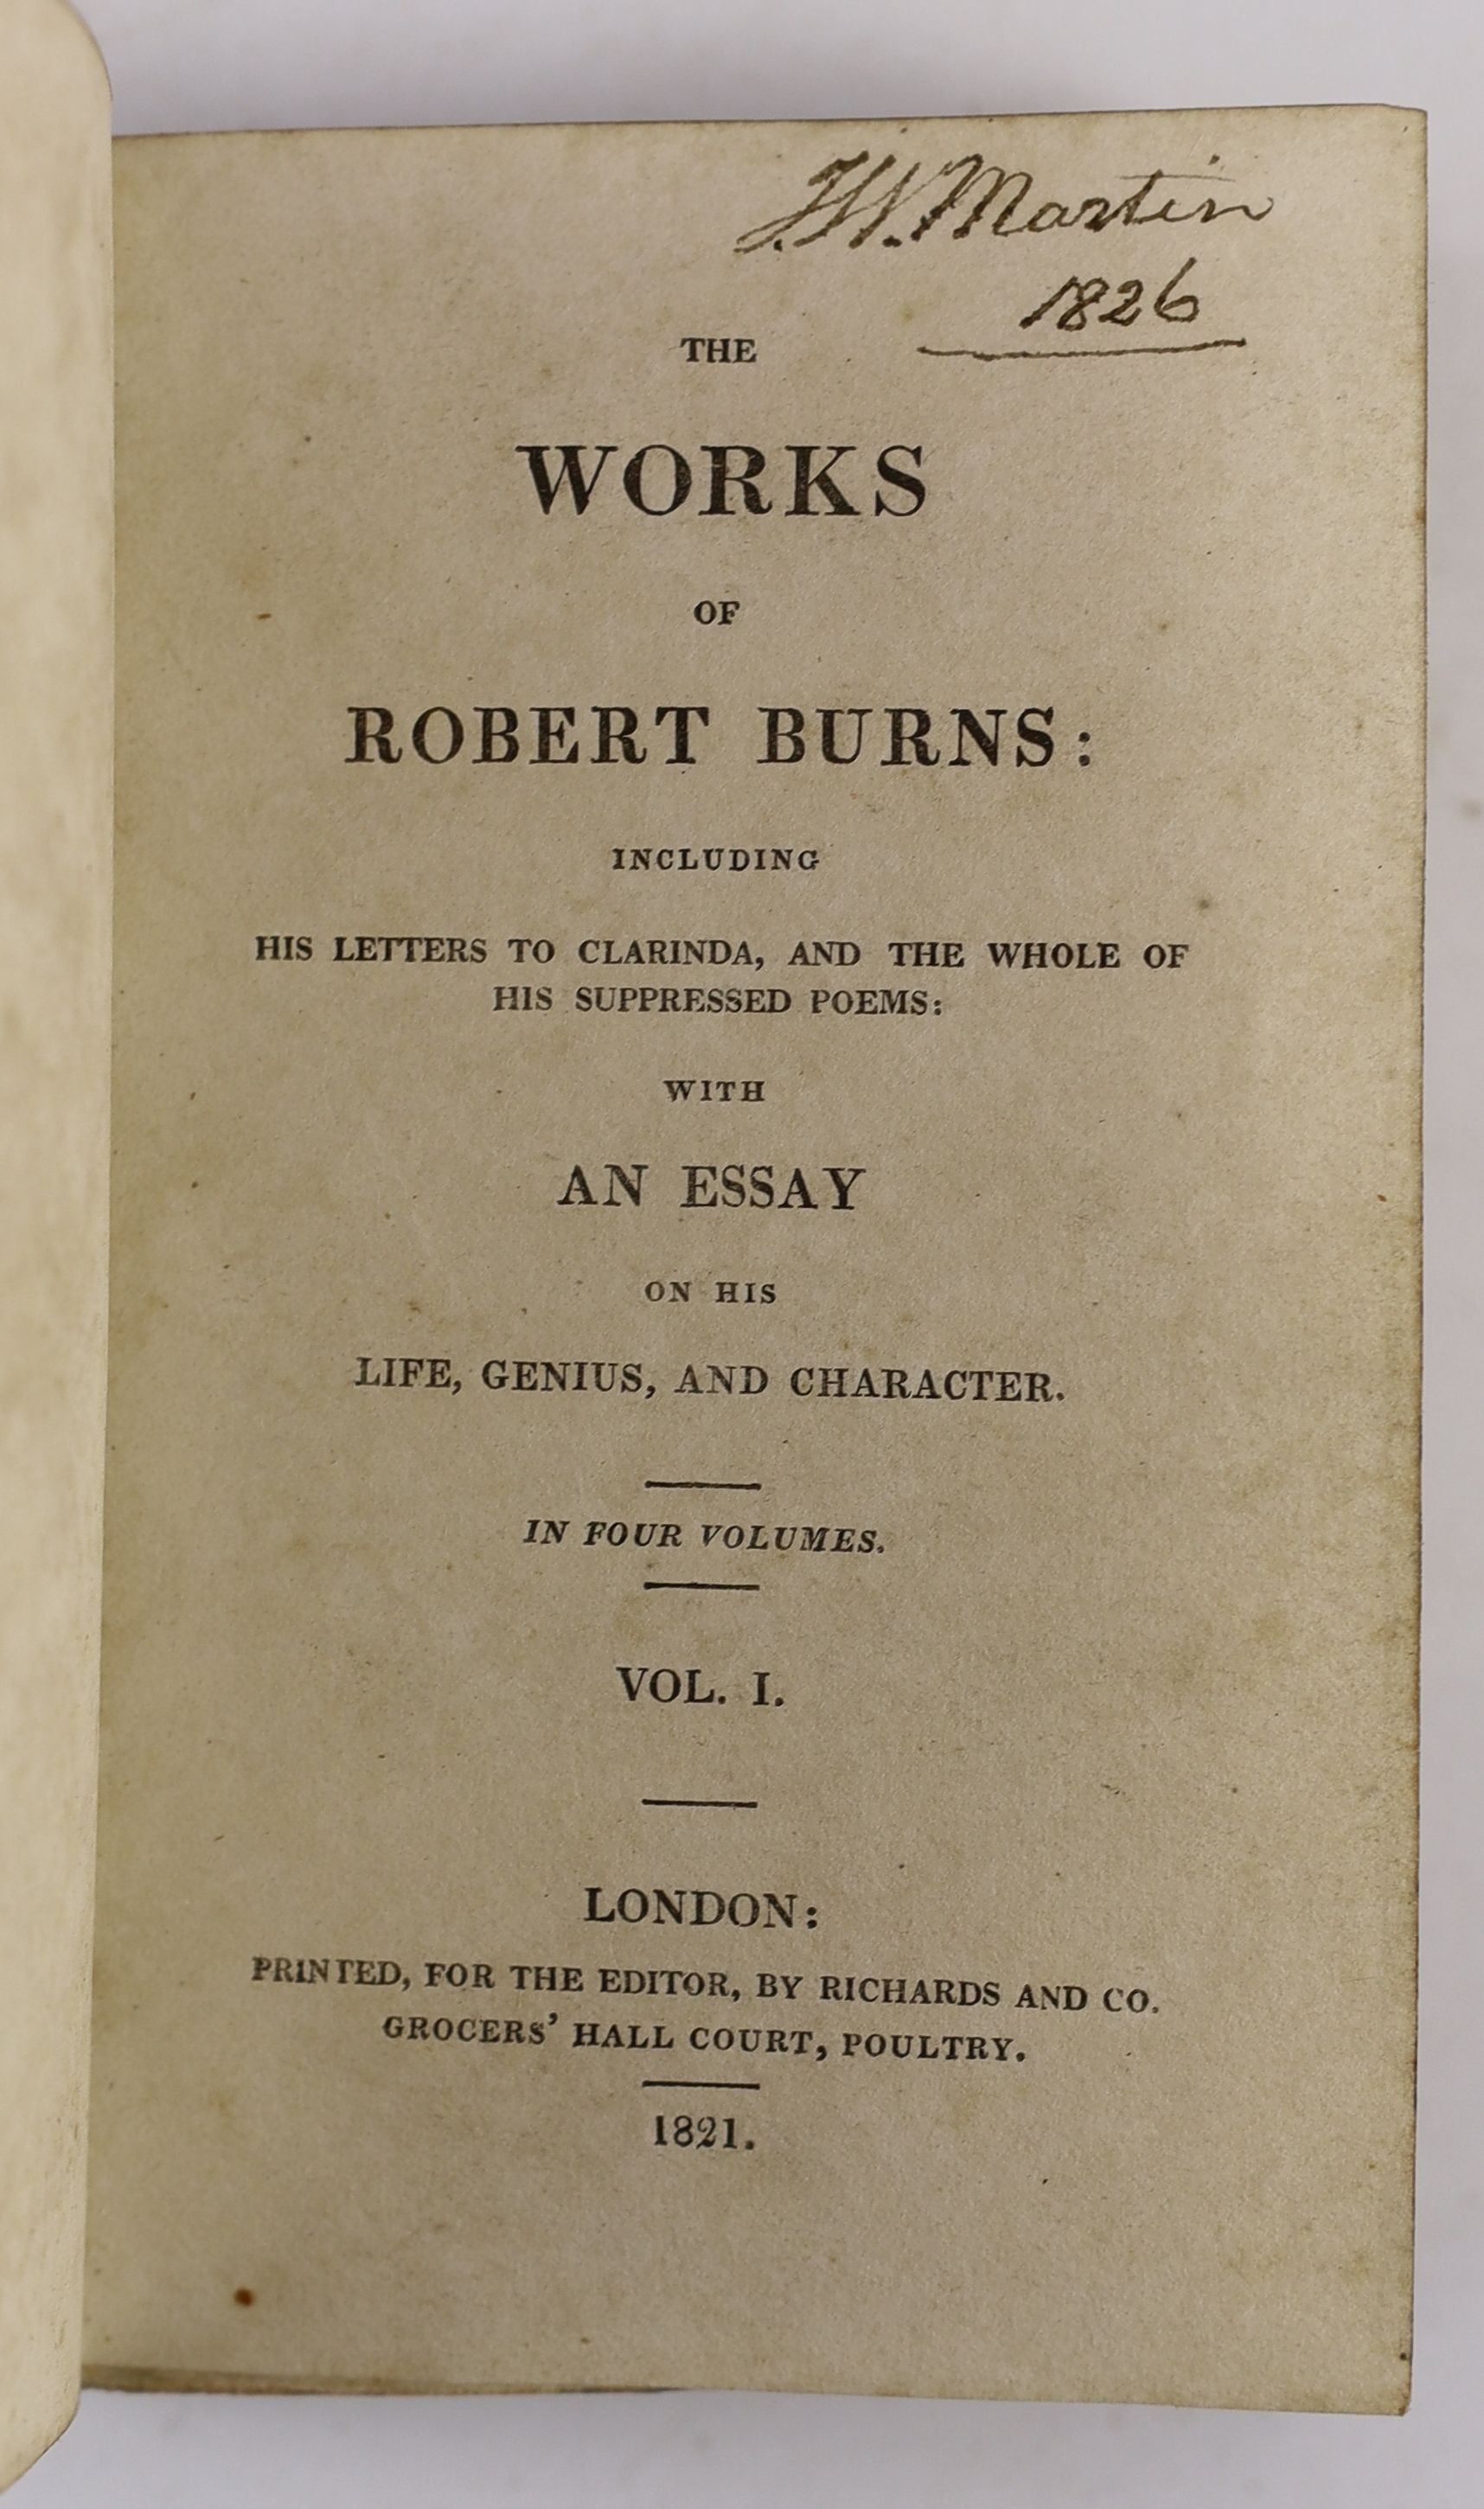 J.W. Martin
1826
THE
WORKS
OF
ROBERT BURNS:
INCLUDING
HIS LETTERS TO CLARINDA, AND THE WHOLE OF
HIS SUPPRESSED POEMS:
WITH
AN ESSAY
ON HIS
LIFE, GENIUS, AND CHARACTER.
IN FOUR VOLUMES.
VOL. I.
LONDON:
PRINTED, FOR THE EDITOR, BY RICHARDS AND CO.
GROCERS' HALL COURT, POULTRY.
1821.